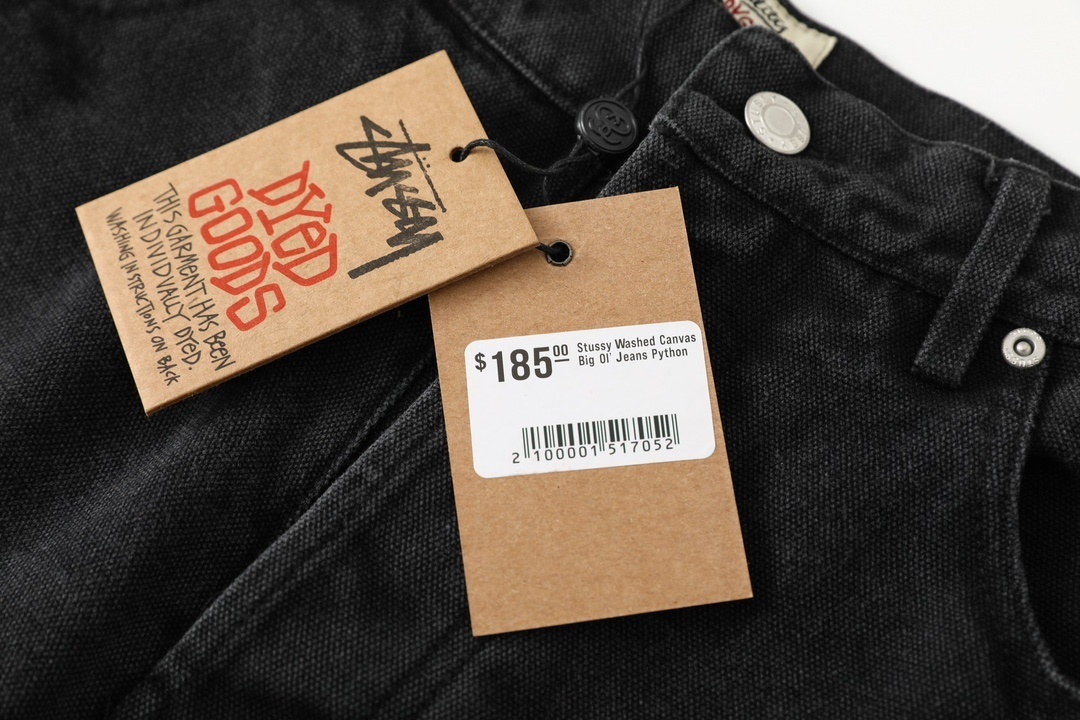 STÜSSY
DYED
GOODS
THIS GARMENT HAS BEEN
INDIVIDUALLY DYED.
WASHING INSTRUCTIONS ON BACK
$185.00 Stussy Washed Canvas
Big Ol' Jeans Python
2 100001 517052